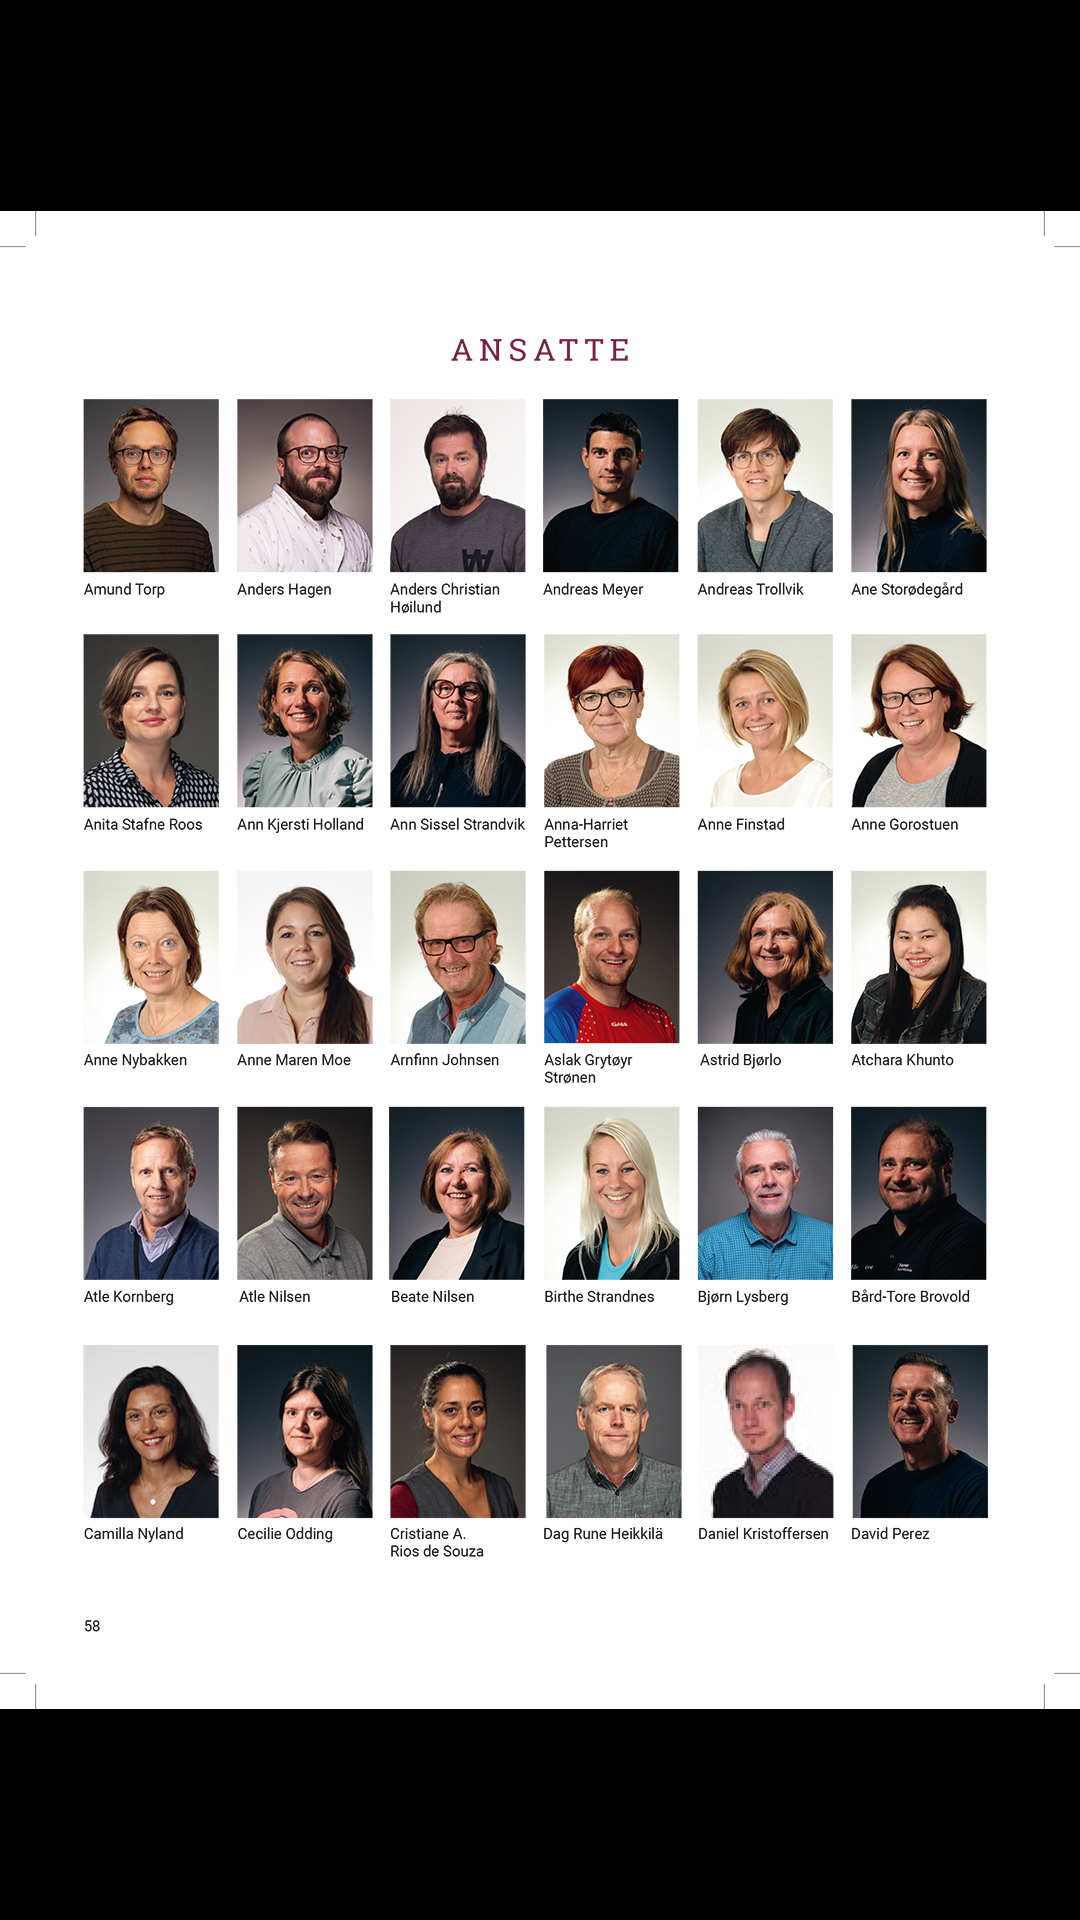 ANSATTE
Amund Torp
Anders Hagen
Anders Christian
Høilund
Andreas Meyer
Andreas Trollvik
Ane Storødegård
Anita Stafne Roos
Ann Kjersti Holland
Ann Sissel Strandvik
Anna-Harriet
Pettersen
Anne Finstad
Anne Gorostuen
GAIA
Anne Nybakken
Anne Maren Moe
Arnfinn Johnsen
Aslak Grytøyr
Strønen
Astrid Bjørlo
Atchara Khunto
Atle Kornberg
Atle Nilsen
Beate Nilsen
Birthe Strandnes
Bjørn Lysberg
Bård-Tore Brovold
Camilla Nyland
Cecilie Odding
Cristiane A.
Rios de Souza
Dag Rune Heikkilä
Daniel Kristoffersen
David Perez
58